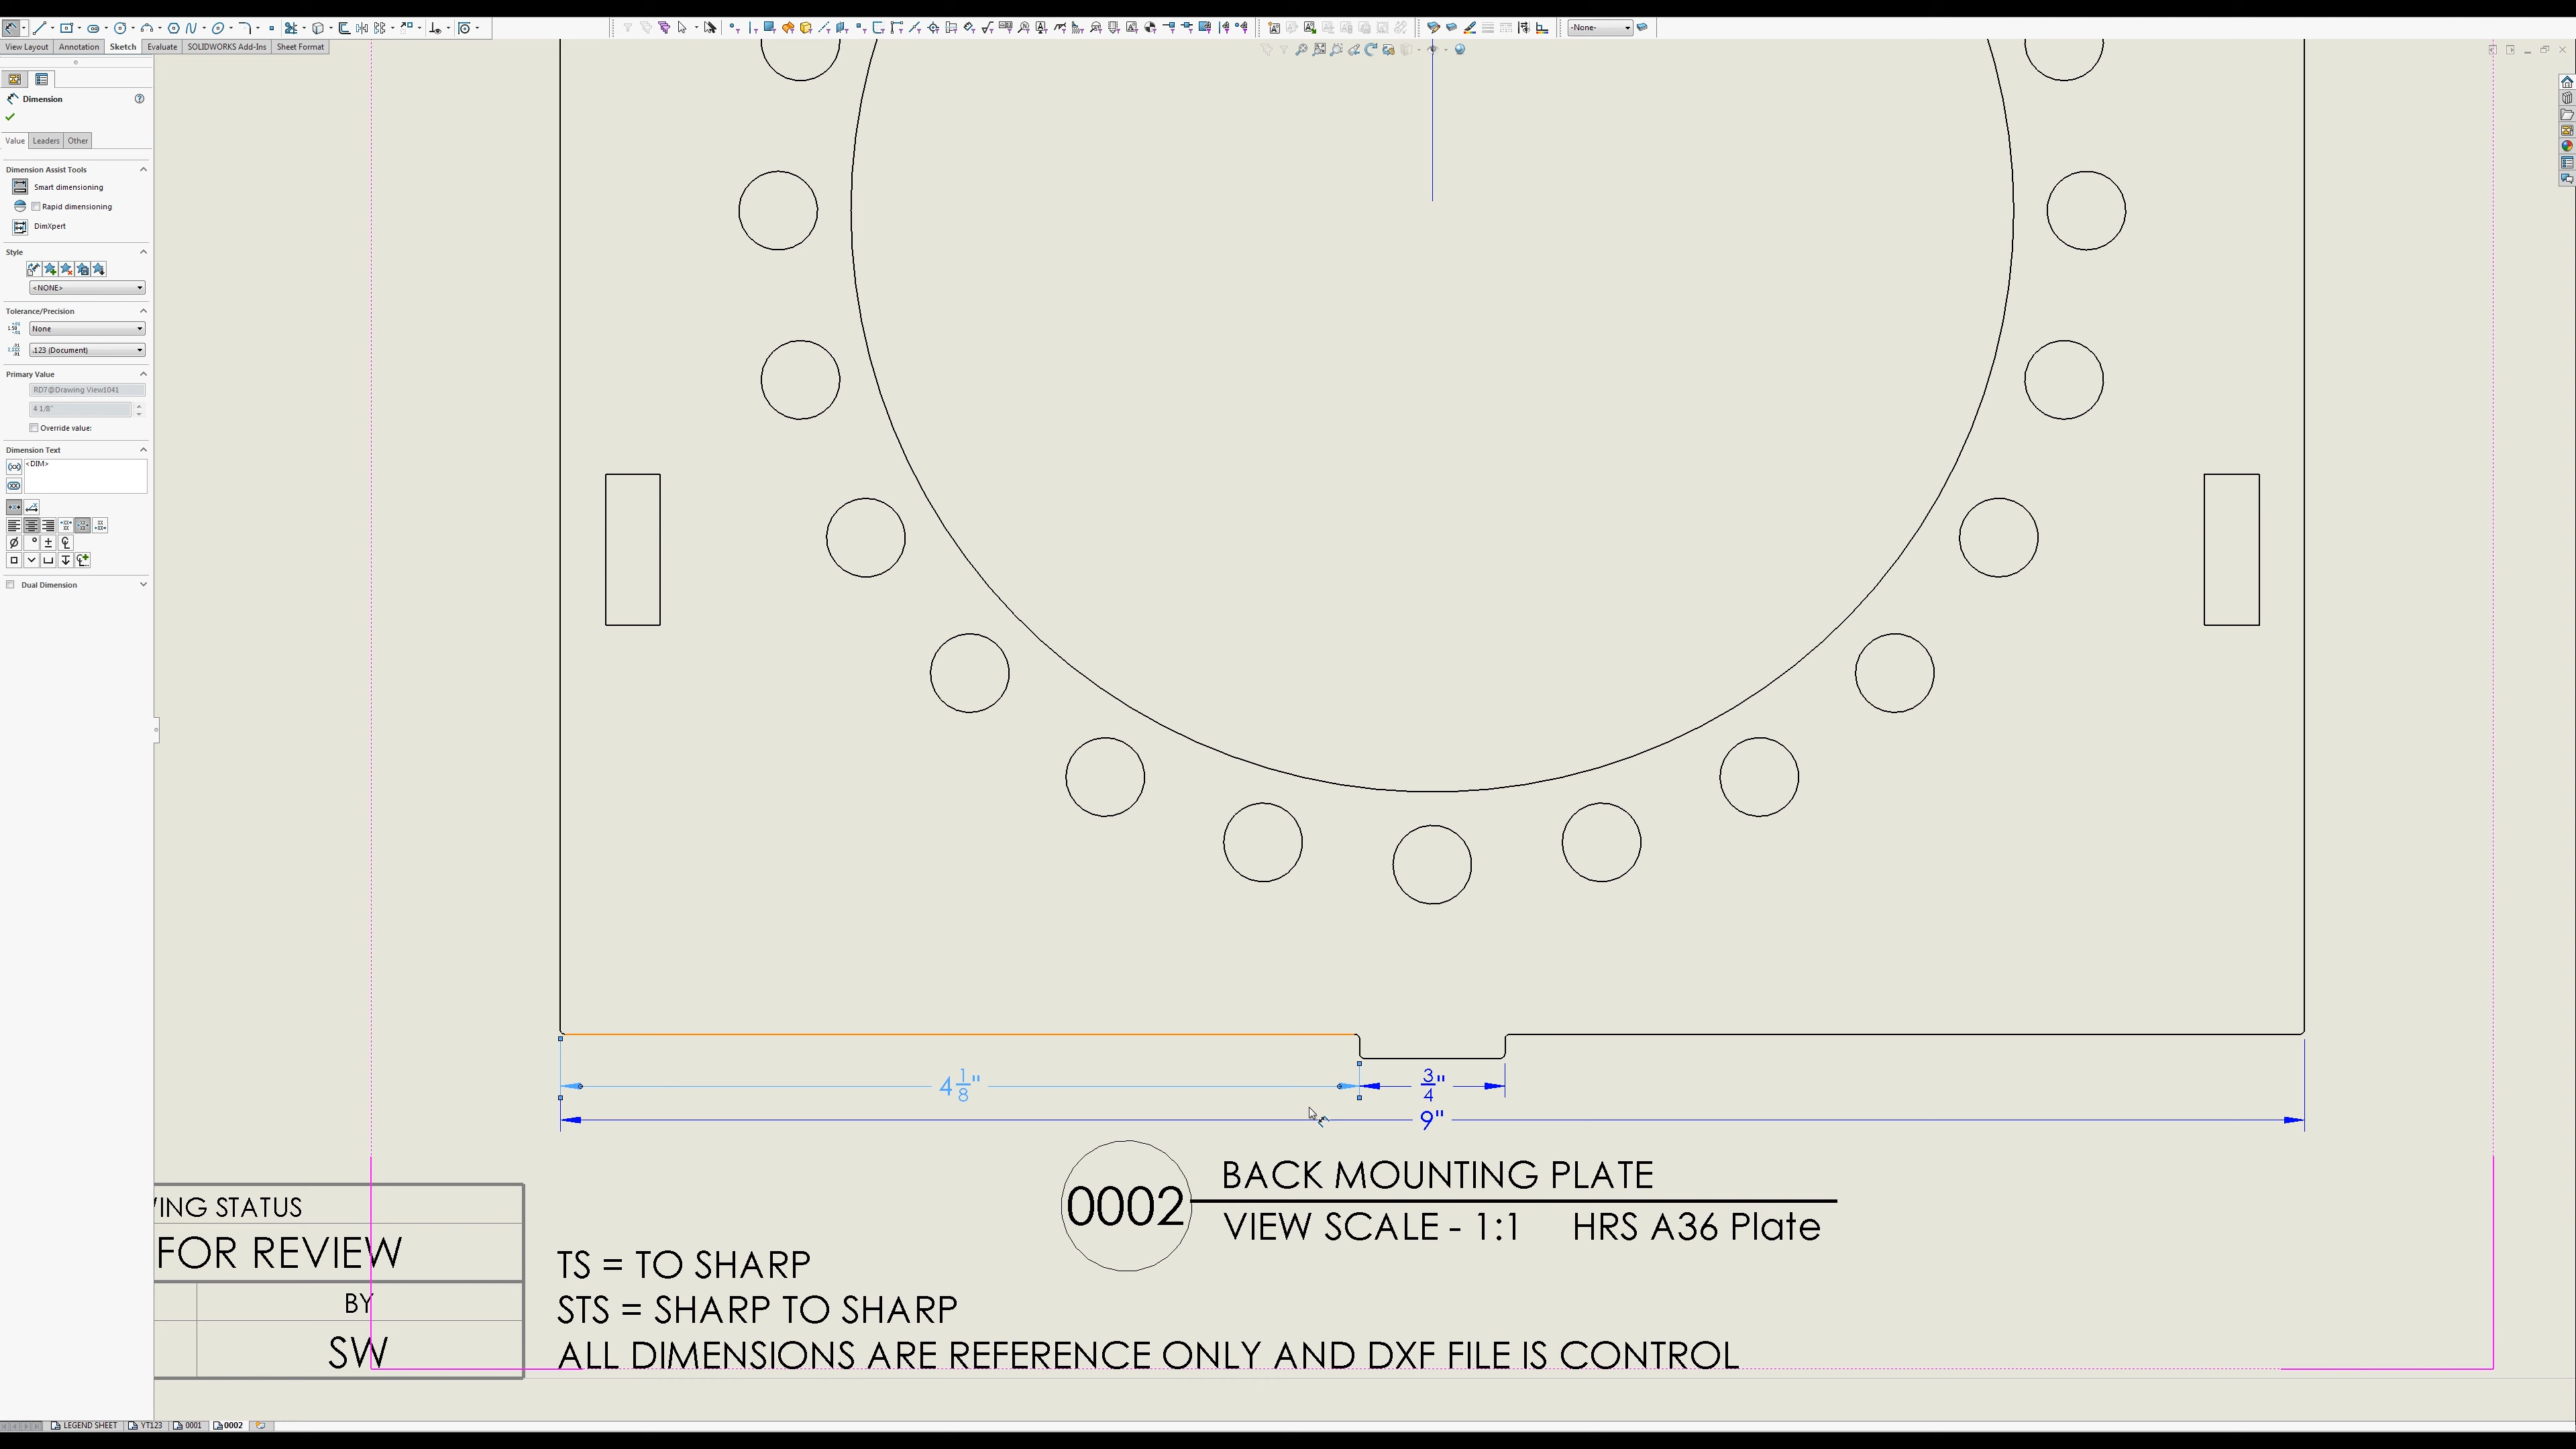 View Layout Annotation Sketch Evaluate SOLIDWORKS Add-Ins Sheet Format
-None-
Dimension
Value Leaders Other
Dimension Assist Tools
Smart dimensioning
Rapid dimensioning
DimXpert
Style
<NONE>
Tolerance/Precision
None
.123 (Document)
Primary Value
RD7@Drawing View1041
4 1/8"
Override value:
Dimension Text
<DIM>
Dual Dimension
4 1/8"
3/4"
9"
0002
BACK MOUNTING PLATE
VIEW SCALE - 1:1 HRS A36 Plate
WING STATUS
FOR REVIEW
BY
SW
TS = TO SHARP
STS = SHARP TO SHARP
ALL DIMENSIONS ARE REFERENCE ONLY AND DXF FILE IS CONTROL
LEGEND SHEET YT123 0001 0002